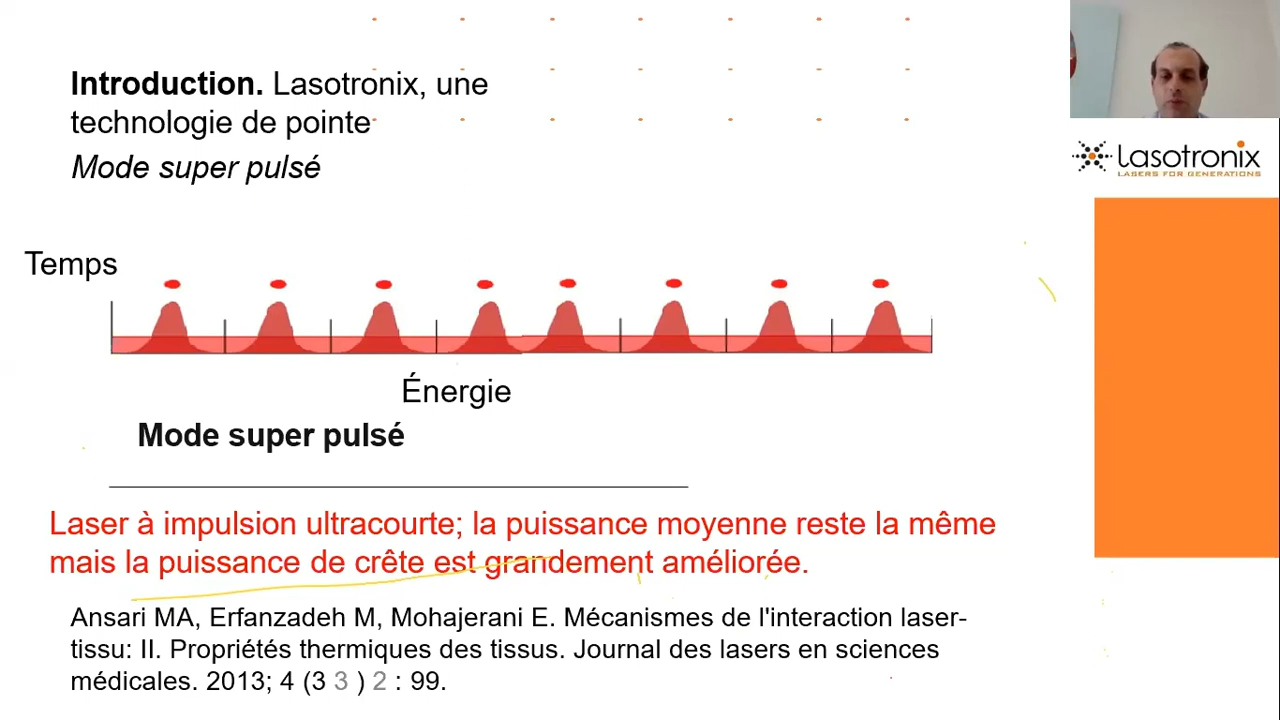 Introduction. Lasotronix, une
technologie de pointe
Mode super pulsé
Lasotronix
LASERS FOR GENERATIONS
Temps
Énergie
Mode super pulsé
Laser à impulsion ultracourte; la puissance moyenne reste la même
mais la puissance de crête est grandement améliorée.
Ansari MA, Erfanzadeh M, Mohajerani E. Mécanismes de l'interaction laser-
tissu: II. Propriétés thermiques des tissus. Journal des lasers en sciences
médicales. 2013; 4 (3 3 ) 2 : 99.